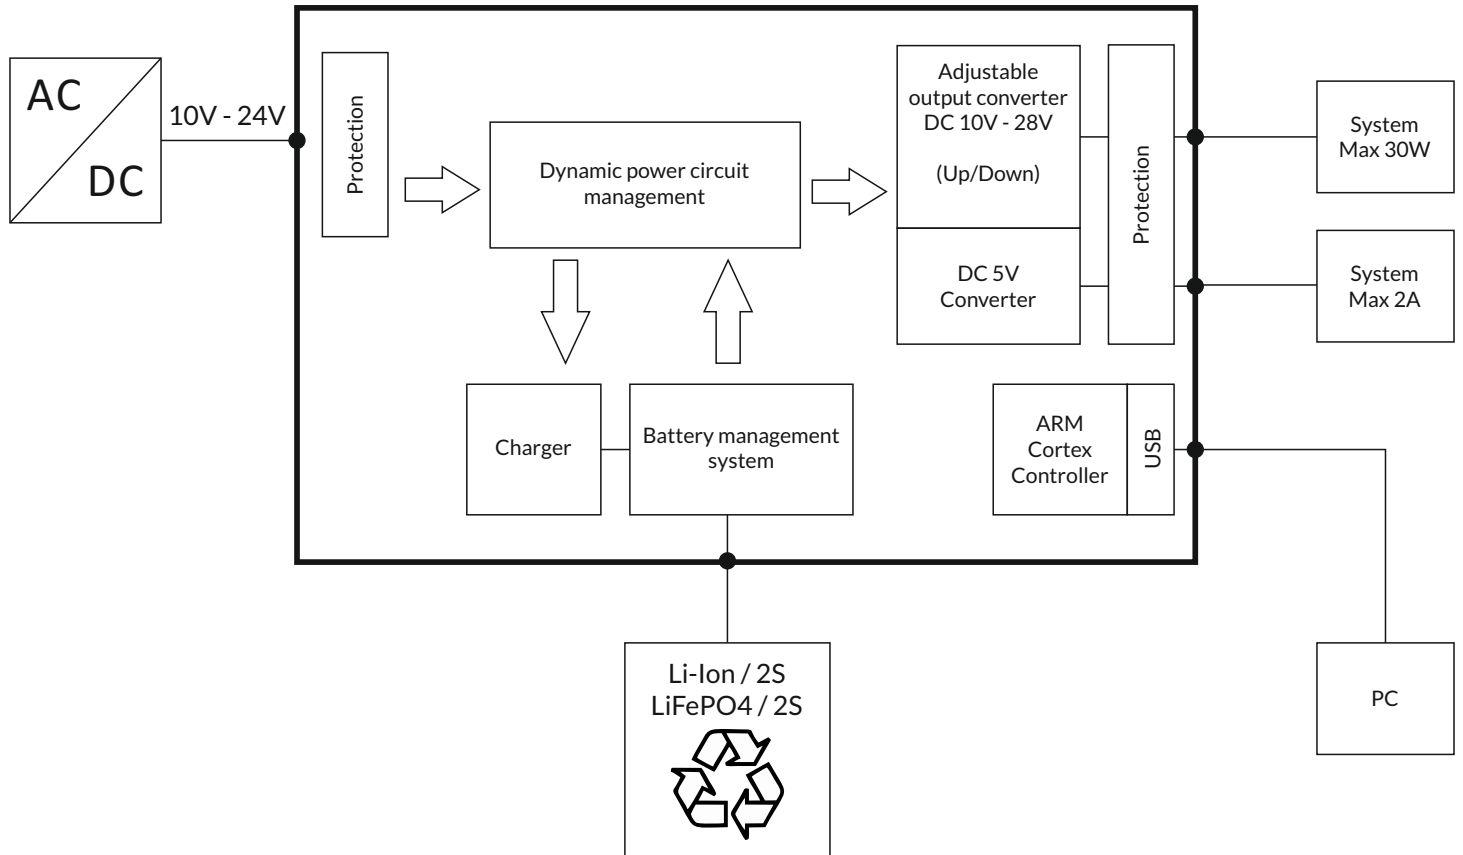 AC
DC
10V - 24V
Protection
Dynamic power circuit
management
Adjustable
output converter
DC 10V - 28V
(Up/Down)
DC 5V
Converter
Protection
System
Max 30W
System
Max 2A
Charger
Battery management
system
ARM
Cortex
Controller
USB
Li-Ion / 2S
LiFePO4 / 2S
PC